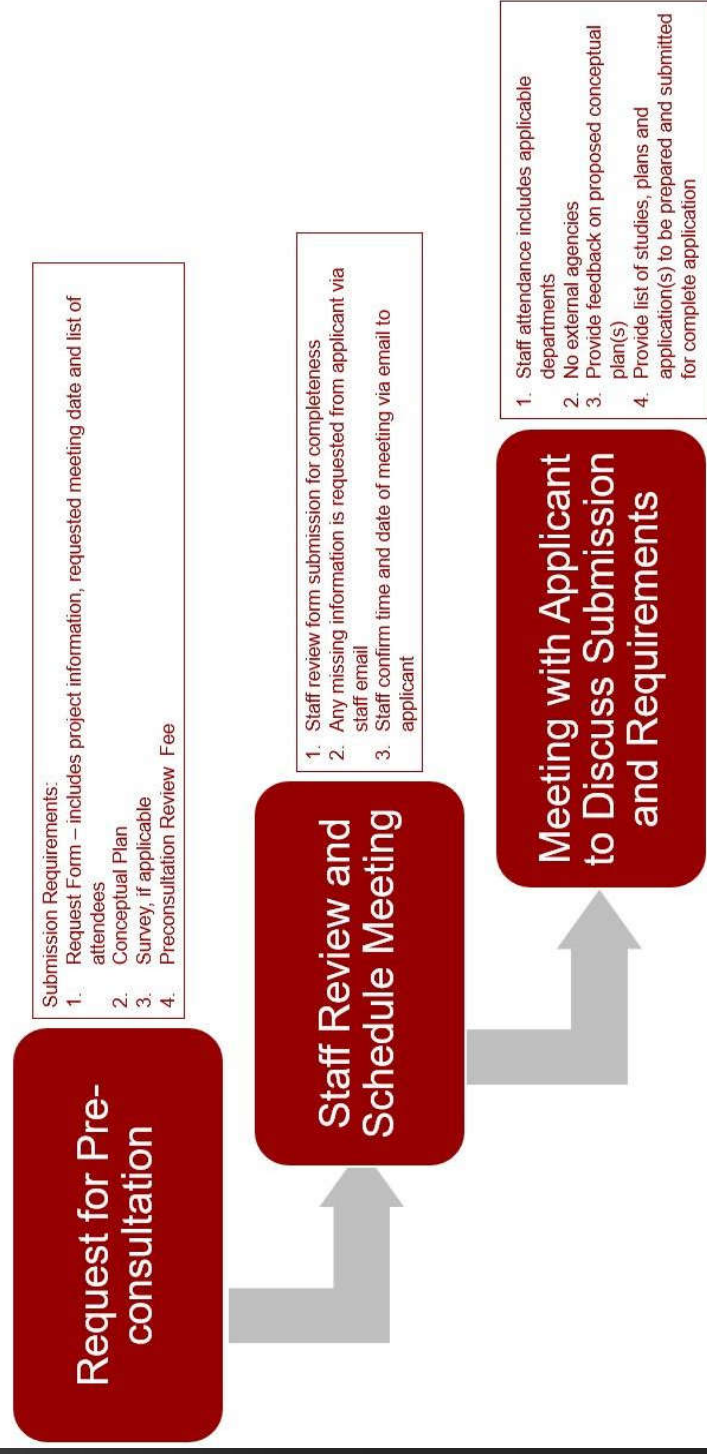 Request for Pre-
consultation
Submission Requirements:
1. Request Form – includes project information, requested meeting date and list of
attendees
2. Conceptual Plan
3. Survey, if applicable
4. Preconsultation Review Fee
Staff Review and
Schedule Meeting
1. Staff review form submission for completeness
2. Any missing information is requested from applicant via
staff email
3. Staff confirm time and date of meeting via email to
applicant
Meeting with Applicant
to Discuss Submission
and Requirements
1. Staff attendance includes applicable
departments
2. No external agencies
3. Provide feedback on proposed conceptual
plan(s)
4. Provide list of studies, plans and
application(s) to be prepared and submitted
for complete application